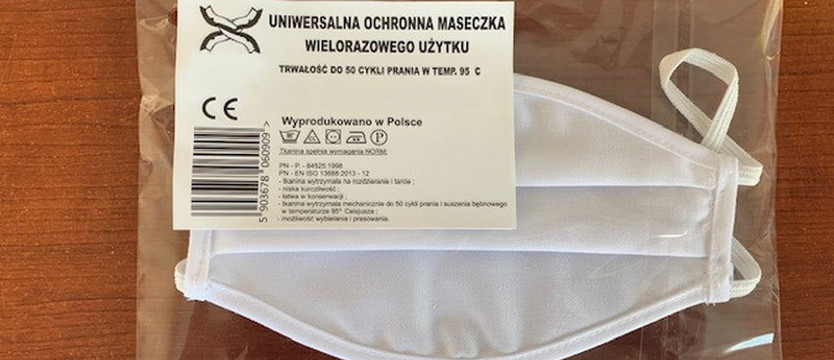 UNIWERSALNA OCHRONNA MASECZKA
WIELORAZOWEGO UŻYTKU
TRWAŁOŚĆ DO 50 CYKLI PRANIA W TEMP. 95 C
CE
Wyprodukowano w Polsce
P
Tkanina spełnia wymagania NORM:
PN - P - 84525:1998
PN - EN ISO 13688:2013 - 12
- tkanina wytrzymała na rozdzieranie i tarcie ;
- niska kurczliwość ;
- łatwa w konserwacji ;
- tkanina wytrzymała mechanicznie do 50 cykli prania i suszenia bębnowego
w temperaturze 95° Celsjusza ;
- możliwość wybielania i prasowania.
5 903678 060909 >